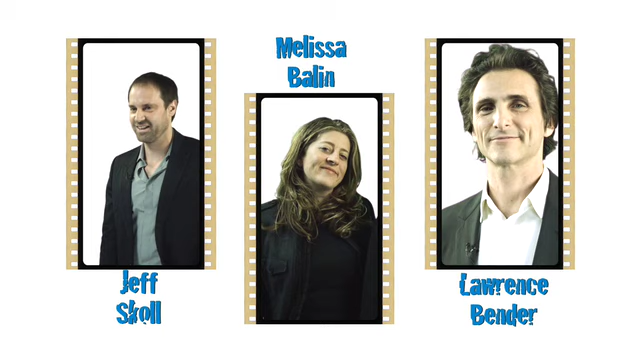 Melissa
Balin
Jeff
Skoll
Lawrence
Bender